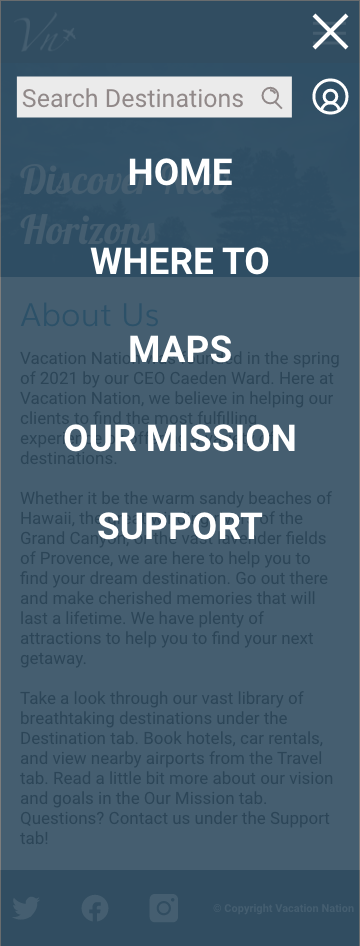 Vn
Search Destinations
HOME
Discover New
Horizons
WHERE TO
About Us
MAPS
Vacation Nation was founded in the spring
of 2021 by our CEO Caeden Ward. Here at
Vacation Nation, we believe in helping our
clients to find the most fulfilling
OUR MISSION
destinations.
Whether it be the warm sandy beaches of
Hawaii, the of the
SUPPORT
Grand Canyon, or the vast lavender fields
of Provence, we are here to help you to
find your dream destination. Go out there
and make cherished memories that will
last a lifetime. We have plenty of
attractions to help you to find your next
getaway.
Take a look through our vast library of
breathtaking destinations under the
Destination tab. Book hotels, car rentals,
and view nearby airports from the Travel
tab. Read a little bit more about our vision
and goals in the Our Mission tab.
Questions? Contact us under the Support
tab!
© Copyright Vacation Nation